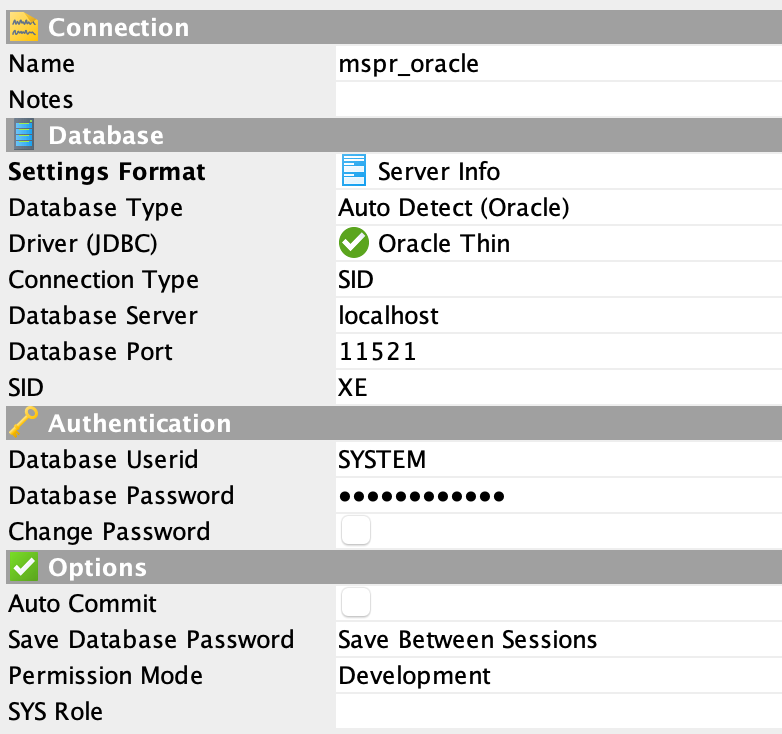 Connection
Name mspr_oracle
Notes
Database
Settings Format Server Info
Database Type Auto Detect (Oracle)
Driver (JDBC) Oracle Thin
Connection Type SID
Database Server localhost
Database Port 11521
SID XE
Authentication
Database Userid SYSTEM
Database Password ●●●●●●●●●●●●
Change Password
Options
Auto Commit
Save Database Password Save Between Sessions
Permission Mode Development
SYS Role